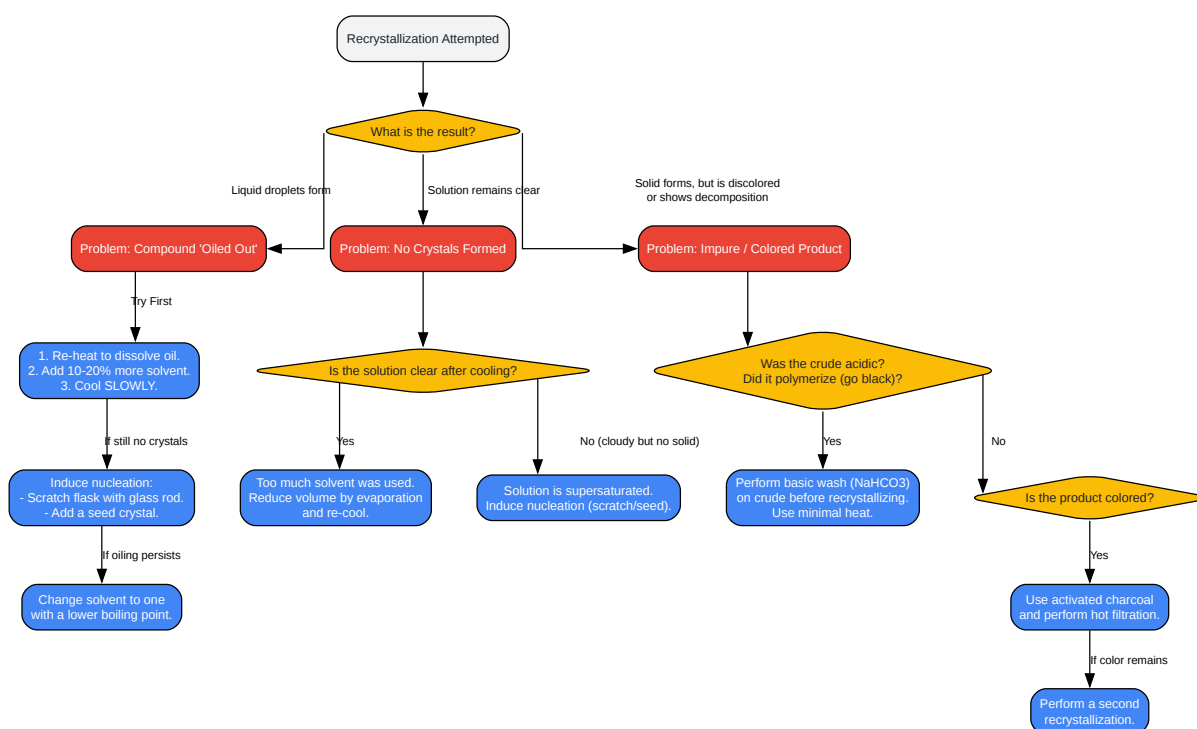 Recrystallization Attempted
What is the result?
Liquid droplets form
Solution remains clear
Solid forms, but is discolored
or shows decomposition
Problem: Compound 'Oiled Out'
Problem: No Crystals Formed
Problem: Impure / Colored Product
Try First
1. Re-heat to dissolve oil.
2. Add 10-20% more solvent.
3. Cool SLOWLY.
Is the solution clear after cooling?
Was the crude acidic?
Did it polymerize (go black)?
If still no crystals
Yes
No (cloudy but no solid)
Yes
No
Induce nucleation:
- Scratch flask with glass rod.
- Add a seed crystal.
Too much solvent was used.
Reduce volume by evaporation
and re-cool.
Solution is supersaturated.
Induce nucleation (scratch/seed).
Perform basic wash (NaHCO3)
on crude before recrystallizing.
Use minimal heat.
Is the product colored?
If oiling persists
Yes
Change solvent to one
with a lower boiling point.
Use activated charcoal
and perform hot filtration.
If color remains
Perform a second
recrystallization.